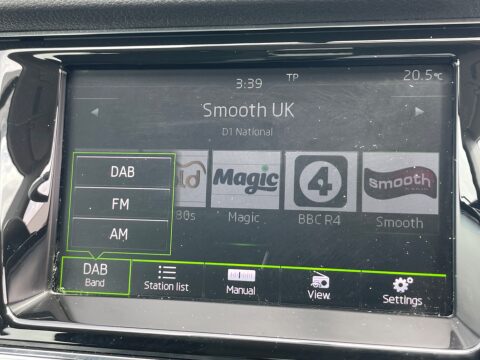 3:39 TP 20.5°C
Smooth UK
D1 National
DAB
FM
AM
ld Magic 4 smooth
80s Magic BBC R4 Smooth
DAB
Band
Station list Manual View Settings